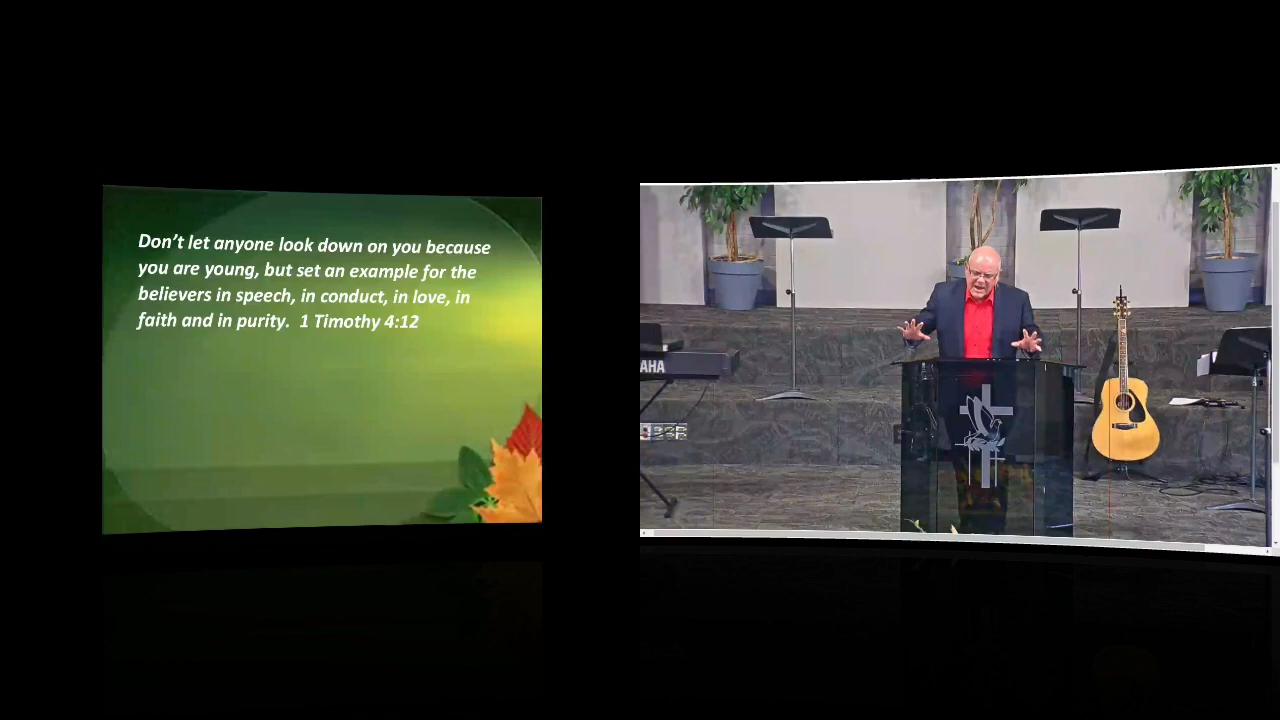 Don't let anyone look down on you because
you are young, but set an example for the
believers in speech, in conduct, in love, in
faith and in purity.  1 Timothy 4:12
AHA